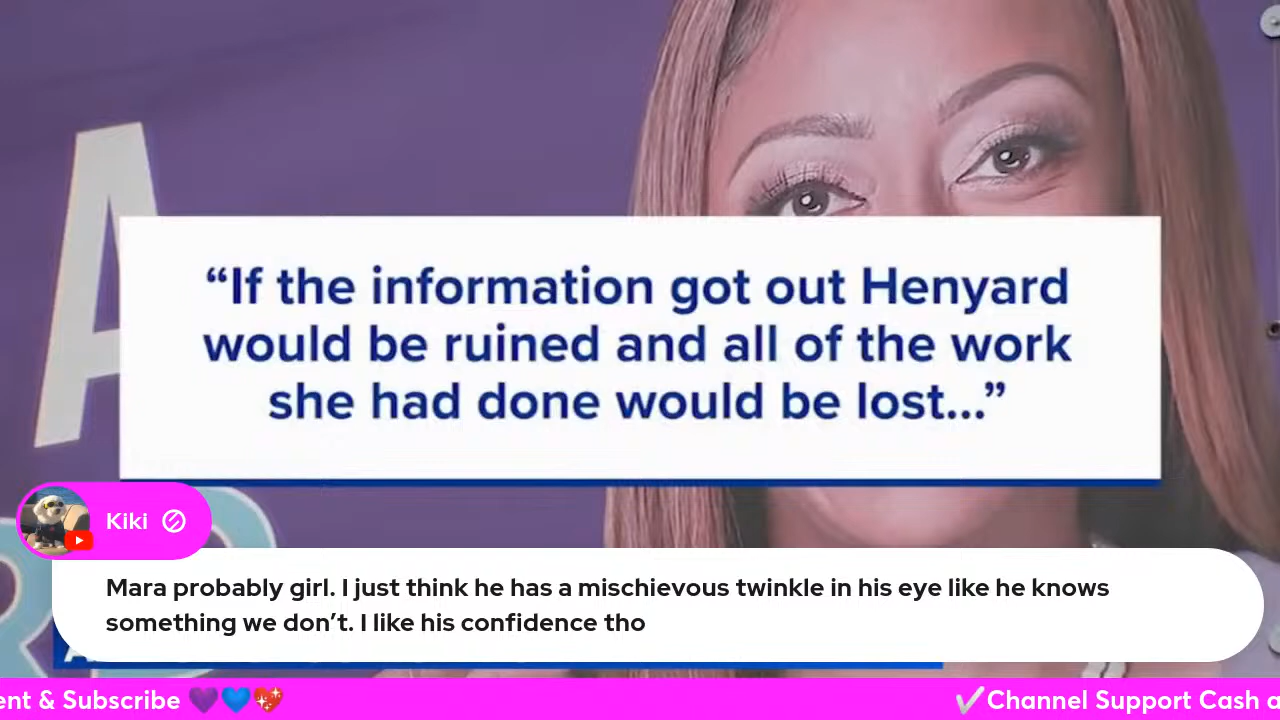 A
“If the information got out Henyard
would be ruined and all of the work
she had done would be lost...”
Kiki
Mara probably girl. I just think he has a mischievous twinkle in his eye like he knows
something we don’t. I like his confidence tho
ent & Subscribe 💜💙💖
✔️Channel Support Cash a